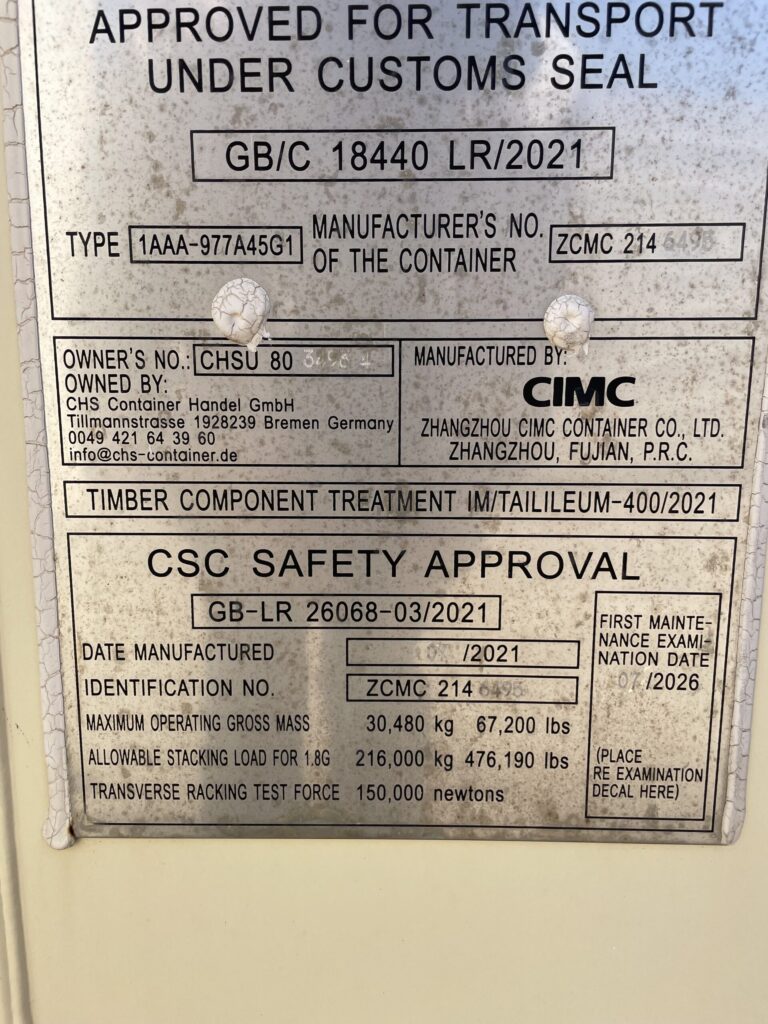 APPROVED FOR TRANSPORT
UNDER CUSTOMS SEAL
GB/C 18440 LR/2021
TYPE 1AAA-977A45G1
MANUFACTURER'S NO.
OF THE CONTAINER
ZCMC 214 6495
OWNER'S NO.: CHSU 80
OWNED BY:
CHS Container Handel GmbH
Tillmannstrasse 1928239 Bremen Germany
0049 421 64 39 60
info@chs-container.de
MANUFACTURED BY:
CIMC
ZHANGZHOU CIMC CONTAINER CO., LTD.
ZHANGZHOU, FUJIAN, P.R.C.
TIMBER COMPONENT TREATMENT IM/TAILILEUM-400/2021
CSC SAFETY APPROVAL
GB-LR 26068-03/2021
DATE MANUFACTURED /2021
IDENTIFICATION NO. ZCMC 214 6495
MAXIMUM OPERATING GROSS MASS 30,480 kg 67,200 lbs
ALLOWABLE STACKING LOAD FOR 1.8G 216,000 kg 476,190 lbs
TRANSVERSE RACKING TEST FORCE 150,000 newtons
FIRST MAINTE-
NANCE EXAMI-
NATION DATE
07/2026
(PLACE
RE EXAMINATION
DECAL HERE)